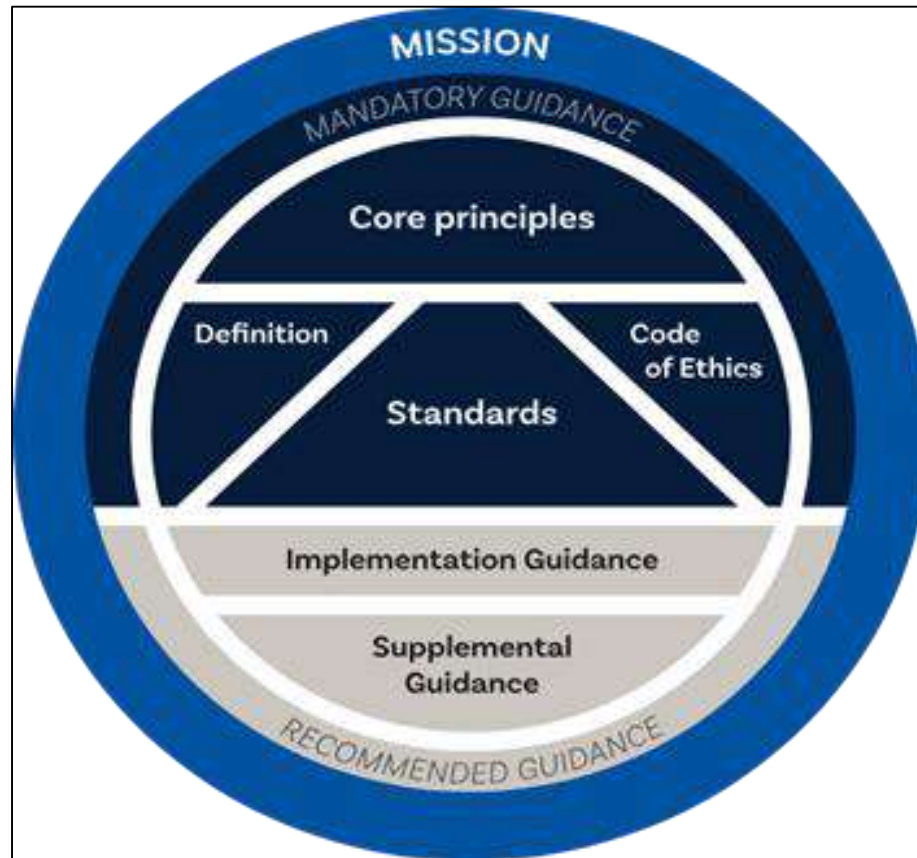 MISSION
MANDATORY GUIDANCE
Core principles
Definition
Code
of Ethics
Standards
Implementation Guidance
Supplemental
Guidance
RECOMMENDED GUIDANCE